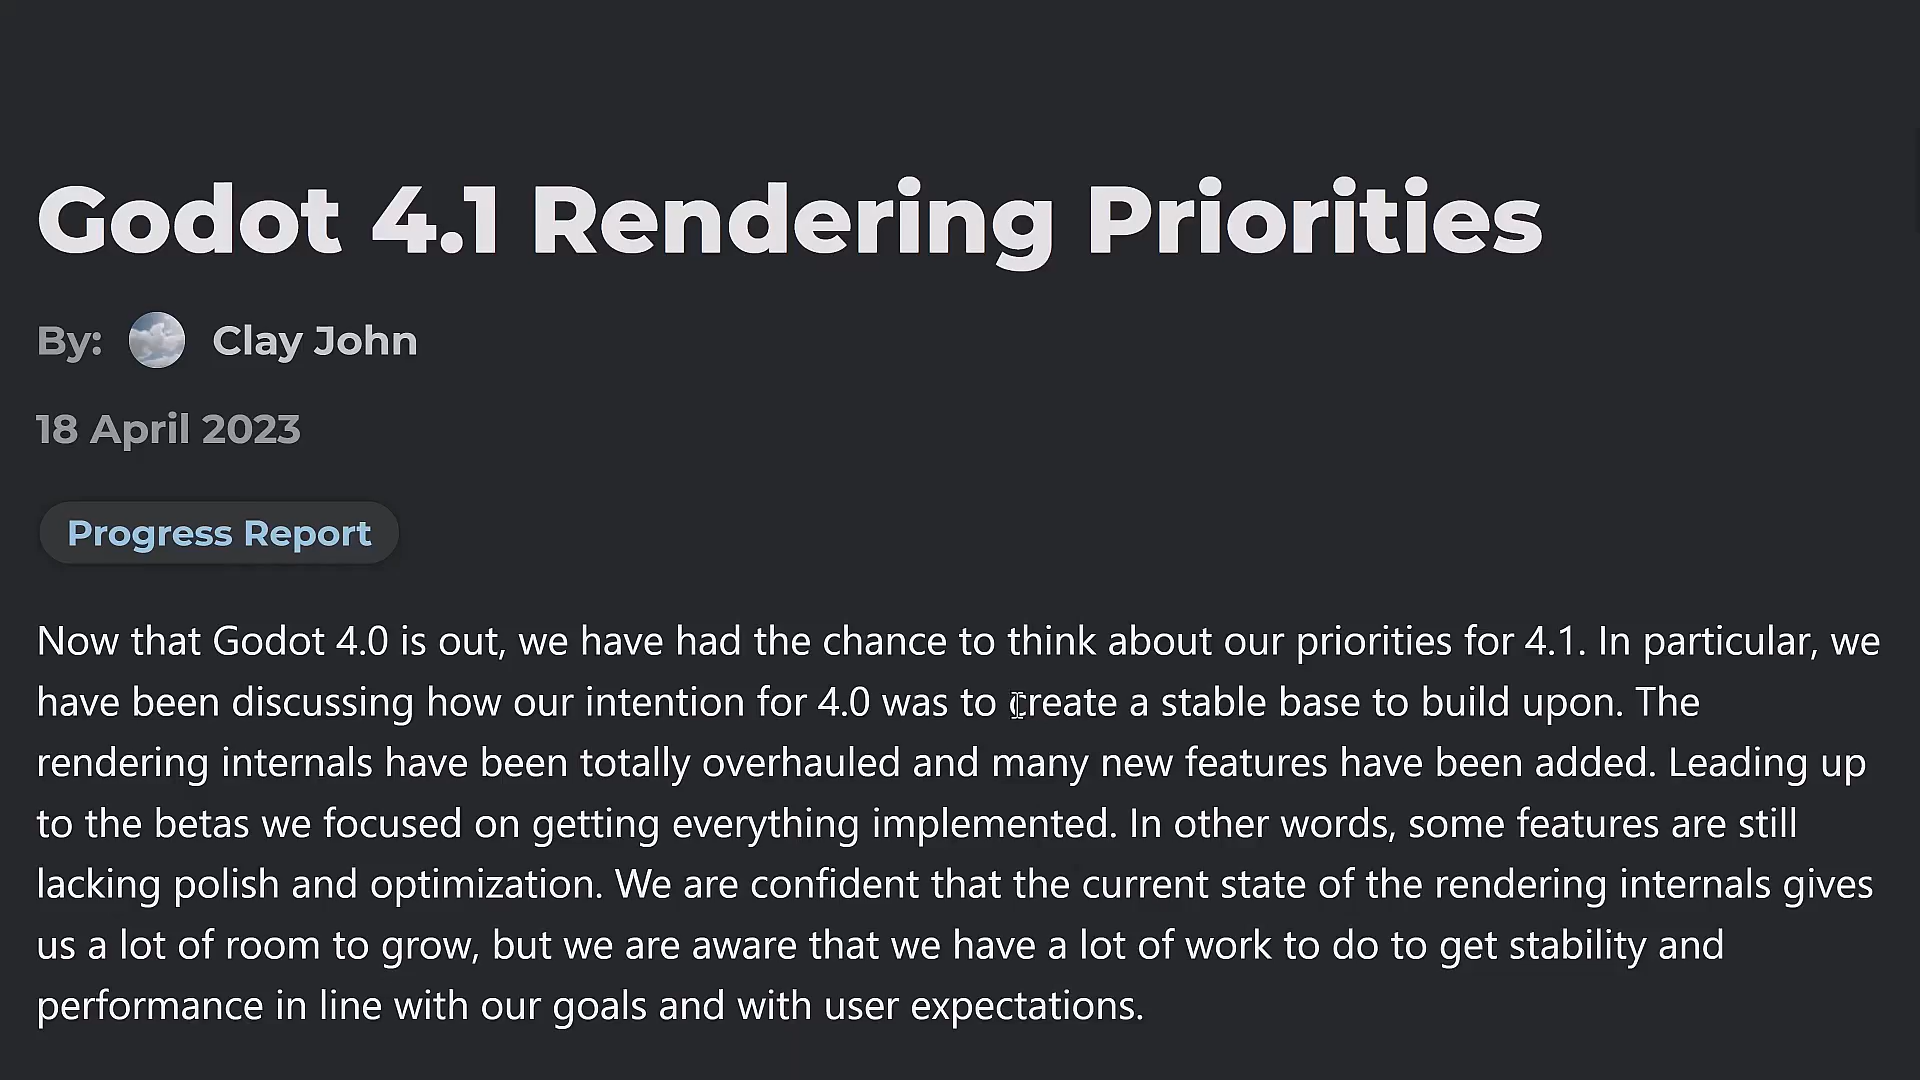 Godot 4.1 Rendering Priorities
By: Clay John
18 April 2023
Progress Report
Now that Godot 4.0 is out, we have had the chance to think about our priorities for 4.1. In particular, we
have been discussing how our intention for 4.0 was to create a stable base to build upon. The
rendering internals have been totally overhauled and many new features have been added. Leading up
to the betas we focused on getting everything implemented. In other words, some features are still
lacking polish and optimization. We are confident that the current state of the rendering internals gives
us a lot of room to grow, but we are aware that we have a lot of work to do to get stability and
performance in line with our goals and with user expectations.